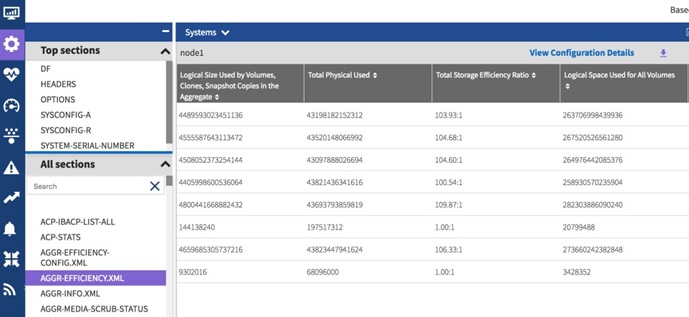 Base
Top sections
DF
HEADERS
OPTIONS
SYSCONFIG-A
SYSCONFIG-R
SYSTEM-SERIAL-NUMBER
All sections
Search
ACP-IBACP-LIST-ALL
ACP-STATS
AGGR-EFFICIENCY-
CONFIG.XML
AGGR-EFFICIENCY.XML
AGGR-INFO.XML
AGGR-MEDIA-SCRUB-STATUS
Systems
node1
View Configuration Details
Logical Size Used by Volumes, Clones, Snapshot Copies in the Aggregate Total Physical Used Total Storage Efficiency Ratio Logical Space Used for All Volumes
4489593023451136 43198182152312 103.93:1 263706998439936
4555587643113472 43520148066992 104.68:1 267520526561280
4508052373254144 43097888026694 104.60:1 264976442085376
4405998600536064 43821436341616 100.54:1 258930570235904
4800441668882432 43693793859819 109.87:1 282303886090240
144138240 197517312 1.00:1 20799488
4659685305737216 43823447941624 106.33:1 273660242382848
9302016 68096000 1.00:1 3428352